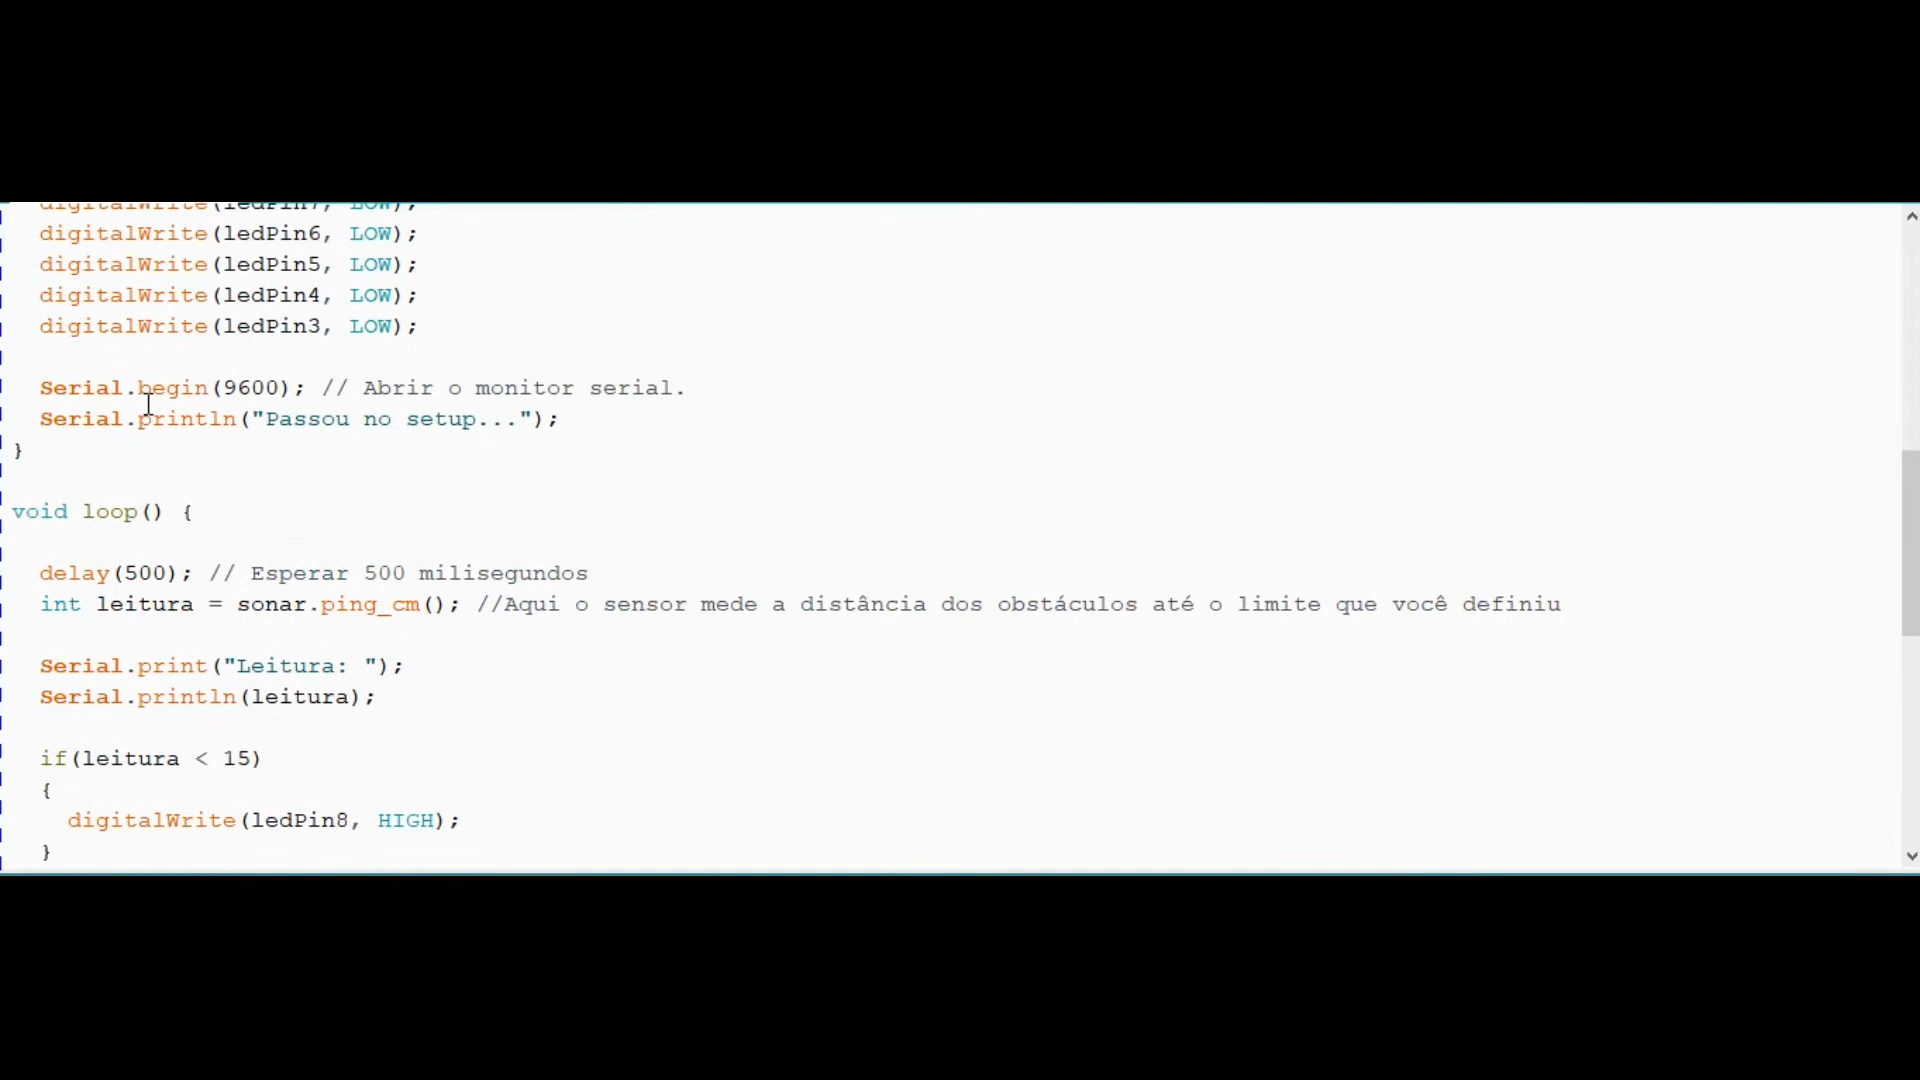 digitalWrite(ledPin7, LOW);
digitalWrite(ledPin6, LOW);
digitalWrite(ledPin5, LOW);
digitalWrite(ledPin4, LOW);
digitalWrite(ledPin3, LOW);
Serial.begin(9600); // Abrir o monitor serial.
Serial.println("Passou no setup...");
}
void loop() {
delay(500); // Esperar 500 milisegundos
int leitura = sonar.ping_cm(); //Aqui o sensor mede a distância dos obstáculos até o limite que você definiu
Serial.print("Leitura: ");
Serial.println(leitura);
if(leitura < 15)
{
digitalWrite(ledPin8, HIGH);
}